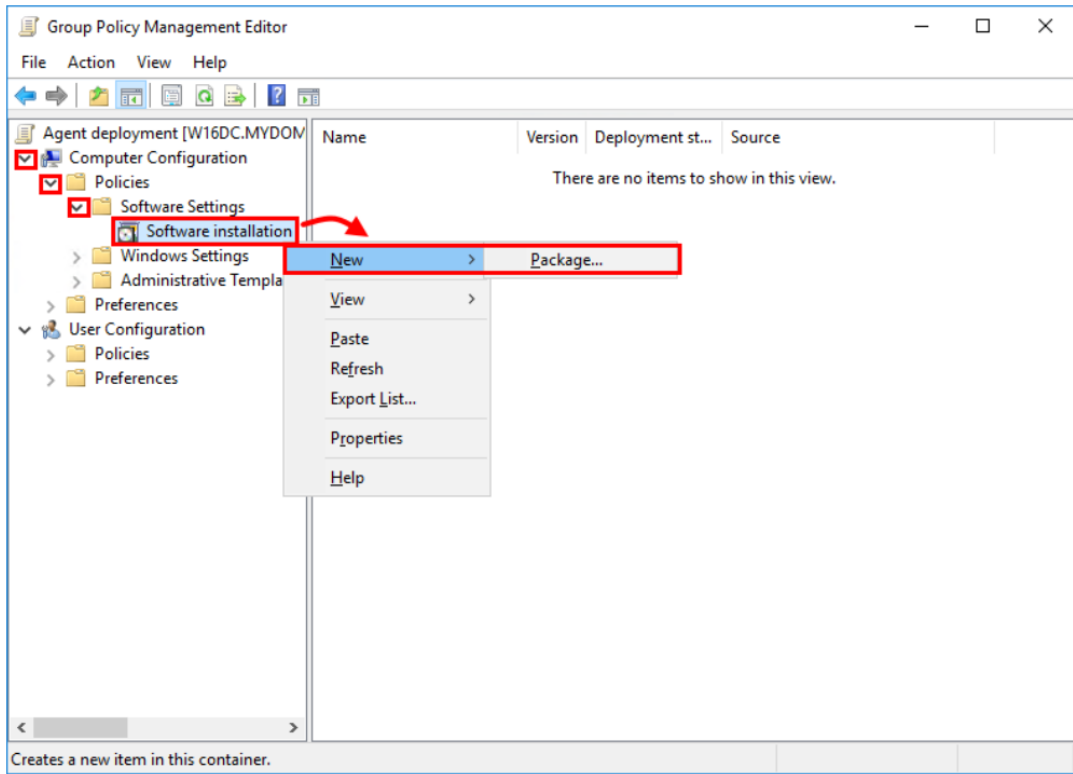 Group Policy Management Editor
File Action View Help
Agent deployment [W16DC.MYDOM
Name Version Deployment st... Source
Computer Configuration
There are no items to show in this view.
Policies
Software Settings
Software installation
Windows Settings
New Package...
Administrative Templa
View
Preferences
User Configuration
Paste
Policies
Refresh
Preferences
Export List...
Properties
Help
Creates a new item in this container.